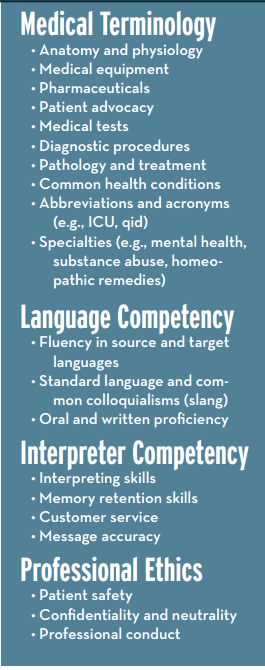 Medical Terminology
• Anatomy and physiology
• Medical equipment
• Pharmaceuticals
• Patient advocacy
• Medical tests
• Diagnostic procedures
• Pathology and treatment
• Common health conditions
• Abbreviations and acronyms
(e.g., ICU, qid)
• Specialties (e.g., mental health,
substance abuse, homeo-
pathic remedies)
Language Competency
• Fluency in source and target
languages
• Standard language and com-
mon colloquialisms (slang)
• Oral and written proficiency
Interpreter Competency
• Interpreting skills
• Memory retention skills
• Customer service
• Message accuracy
Professional Ethics
• Patient safety
• Confidentiality and neutrality
• Professional conduct